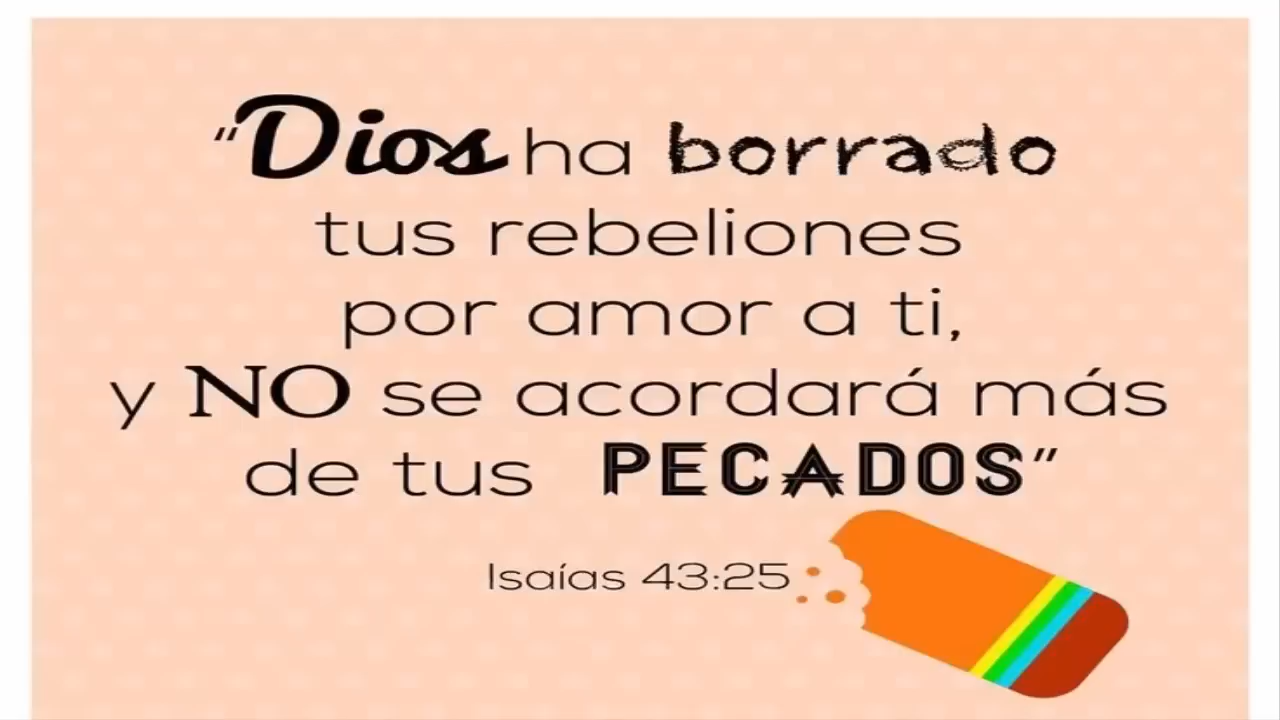 “Dios ha borrado
tus rebeliones
por amor a ti,
y NO se acordará más
de tus PECADOS”
Isaías 43:25